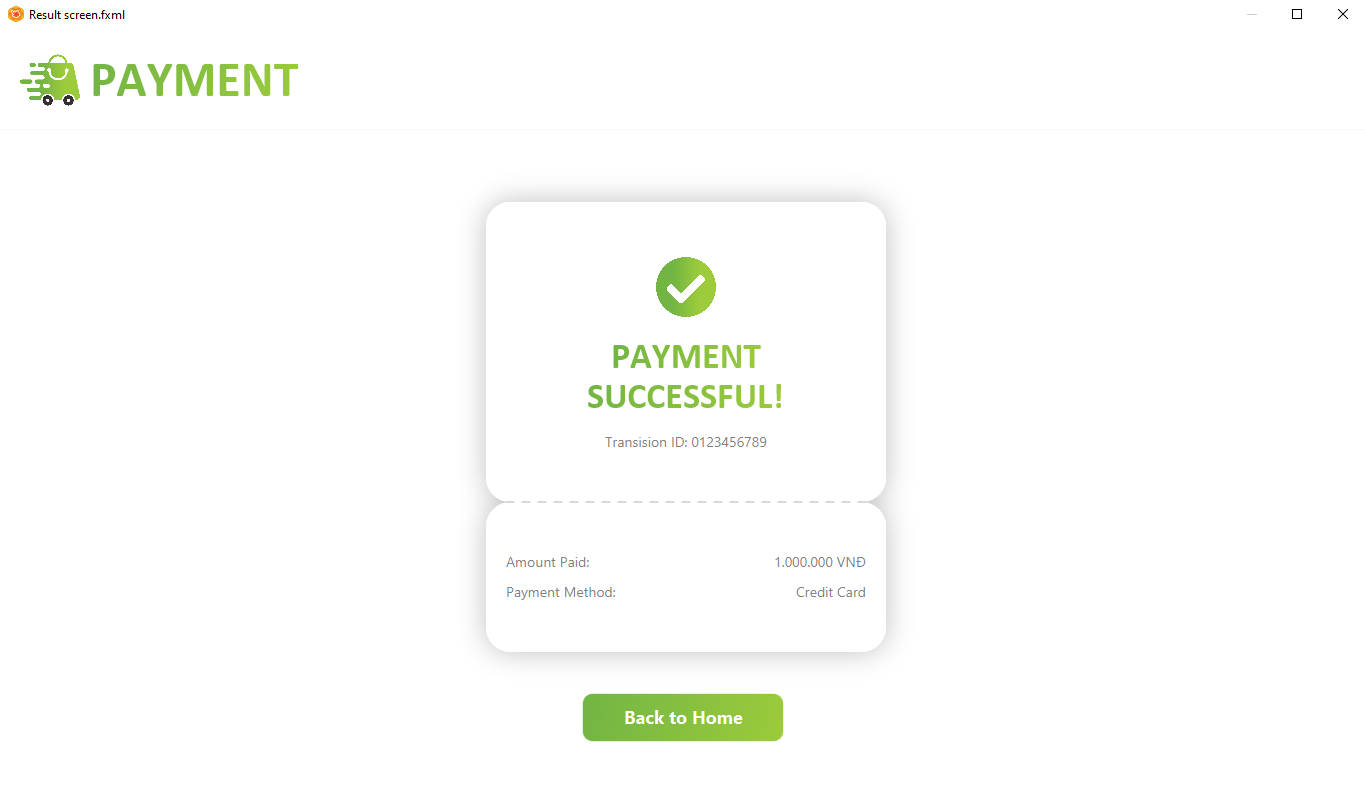 Result screen.fxml
PAYMENT
PAYMENT
SUCCESSFUL!
Transision ID: 0123456789
Amount Paid: 1.000.000 VNĐ
Payment Method: Credit Card
Back to Home